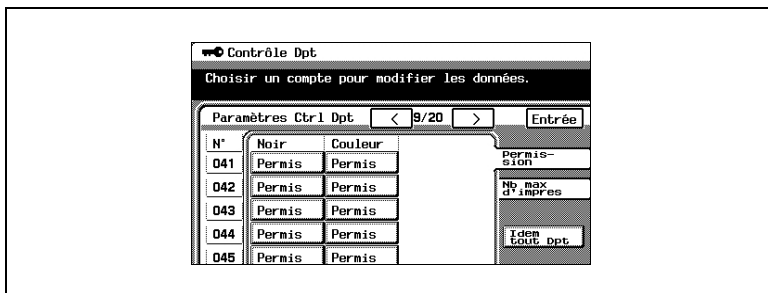 Contrôle Dpt
Choisir un compte pour modifier les données.
Paramètres Ctrl Dpt < 9/20 > Entrée
N° Noir Couleur
041 Permis Permis
Permis-
sion
042 Permis Permis
Nb max
d'impres
043 Permis Permis
044 Permis Permis
Idem
tout Dpt
045 Permis Permis